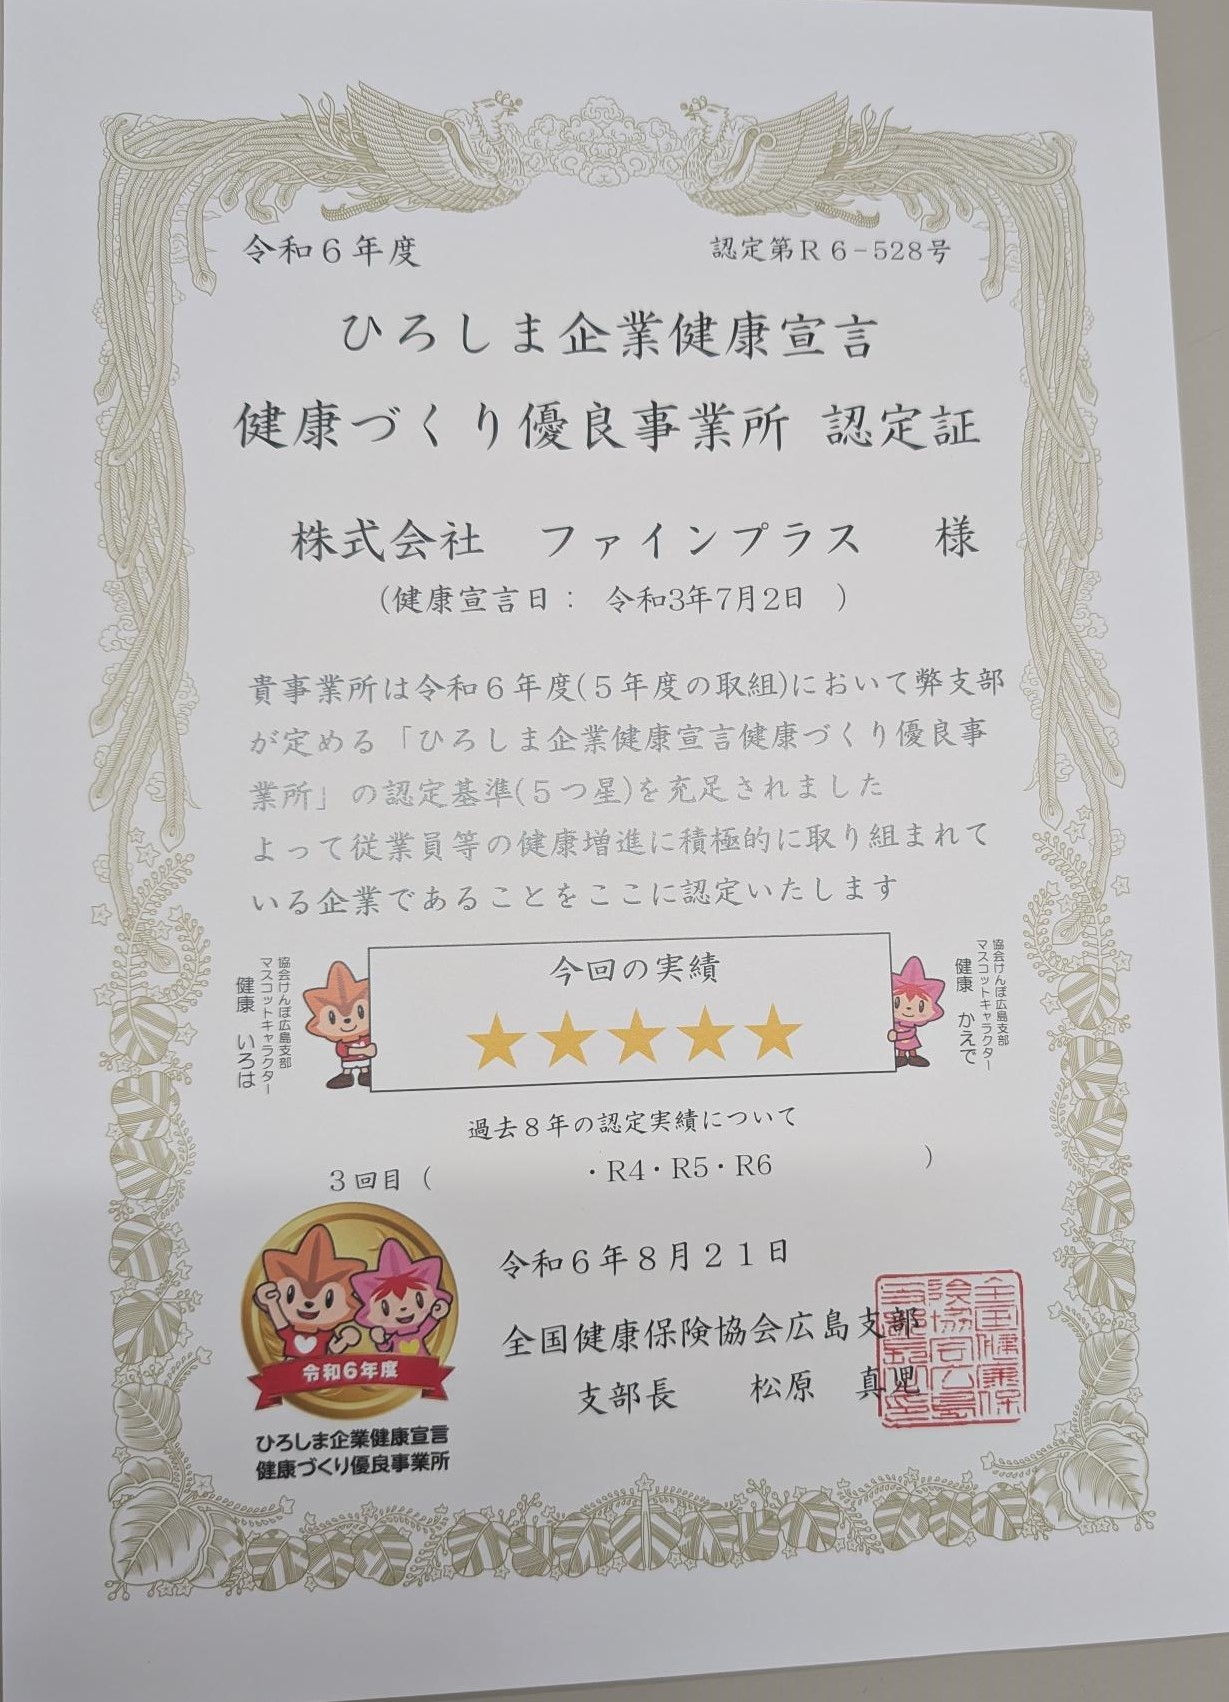 令和６年度
認定第Ｒ６-528号
ひろしま企業健康宣言
健康づくり優良事業所 認定証
株式会社　ファインプラス　様
(健康宣言日：　令和3年7月2日　)
貴事業所は令和６年度(５年度の取組)において弊支部
が定める「ひろしま企業健康宣言健康づくり優良事
業所」の認定基準(５つ星)を充足されました
よって従業員等の健康増進に積極的に取り組まれて
いる企業であることをここに認定いたします
協会けんぽ広島支部
マスコットキャラクター
健康　いろは
今回の実績
★★★★★
協会けんぽ広島支部
マスコットキャラクター
健康　かえで
過去８年の認定実績について
３回目（　・R4・R5・R6　）
令和６年８月２１日
全国健康保険協会広島支部
支部長　松原　真児
令和6年度
ひろしま企業健康宣言
健康づくり優良事業所